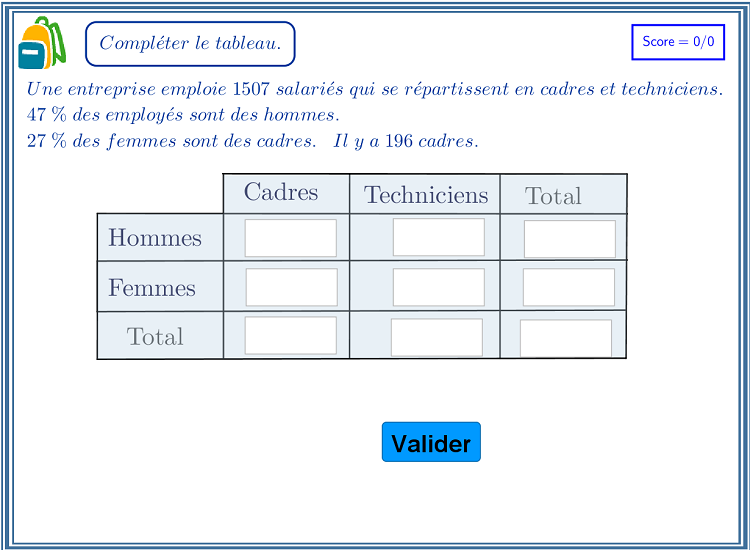 Compléter le tableau.
Score = 0/0
Une entreprise emploie 1507 salariés qui se répartissent en cadres et techniciens.
47 % des employés sont des hommes.
27 % des femmes sont des cadres. Il y a 196 cadres.
Cadres Techniciens Total
Hommes
Femmes
Total
Valider